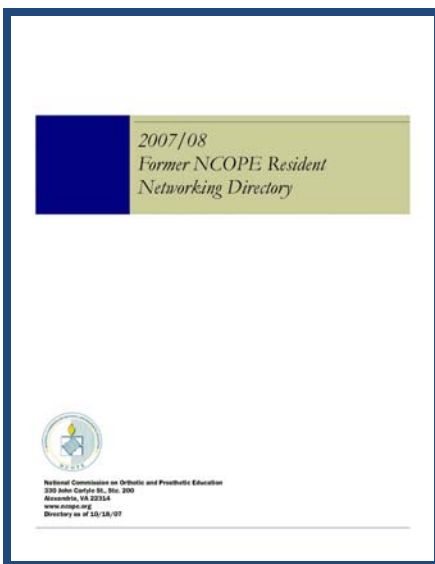 2007/08
Former NCOPE Resident
Networking Directory
NCOPE
National Commission on Orthotic and Prosthetic Education
330 John Carlyle St., Ste. 200
Alexandria, VA 22314
www.ncope.org
Directory as of 10/18/07